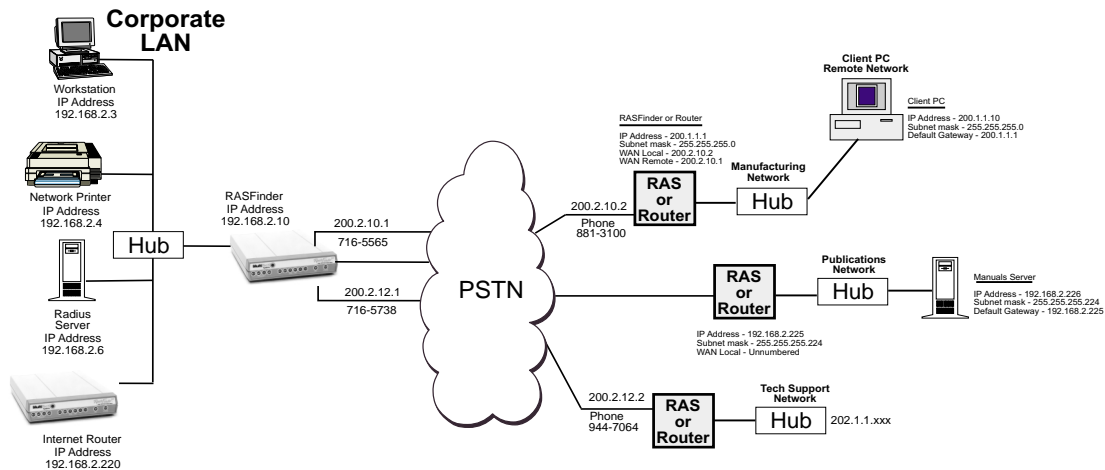 Corporate
LAN
Workstation
IP Address
192.168.2.3
Network Printer
IP Address
192.168.2.4
Hub
Radius
Server
IP Address
192.168.2.6
Internet Router
IP Address
192.168.2.220
RASFinder
IP Address
192.168.2.10
200.2.10.1
716-5565
200.2.12.1
716-5738
PSTN
Client PC
Remote Network
Client PC
IP Address - 200.1.1.10
Subnet mask - 255.255.255.0
Default Gateway - 200.1.1.1
RASFinder or Router
IP Address - 200.1.1.1
Subnet mask - 255.255.255.0
WAN Local - 200.2.10.2
WAN Remote - 200.2.10.1
200.2.10.2
Phone
881-3100
RAS
or
Router
Manufacturing
Network
Hub
RAS
or
Router
IP Address - 192.168.2.225
Subnet mask - 255.255.255.224
WAN Local - Unnumbered
Publications
Network
Hub
Manuals Server
IP Address - 192.168.2.226
Subnet mask - 255.255.255.224
Default Gateway - 192.168.2.225
200.2.12.2
Phone
944-7064
RAS
or
Router
Tech Support
Network
Hub
202.1.1.xxx